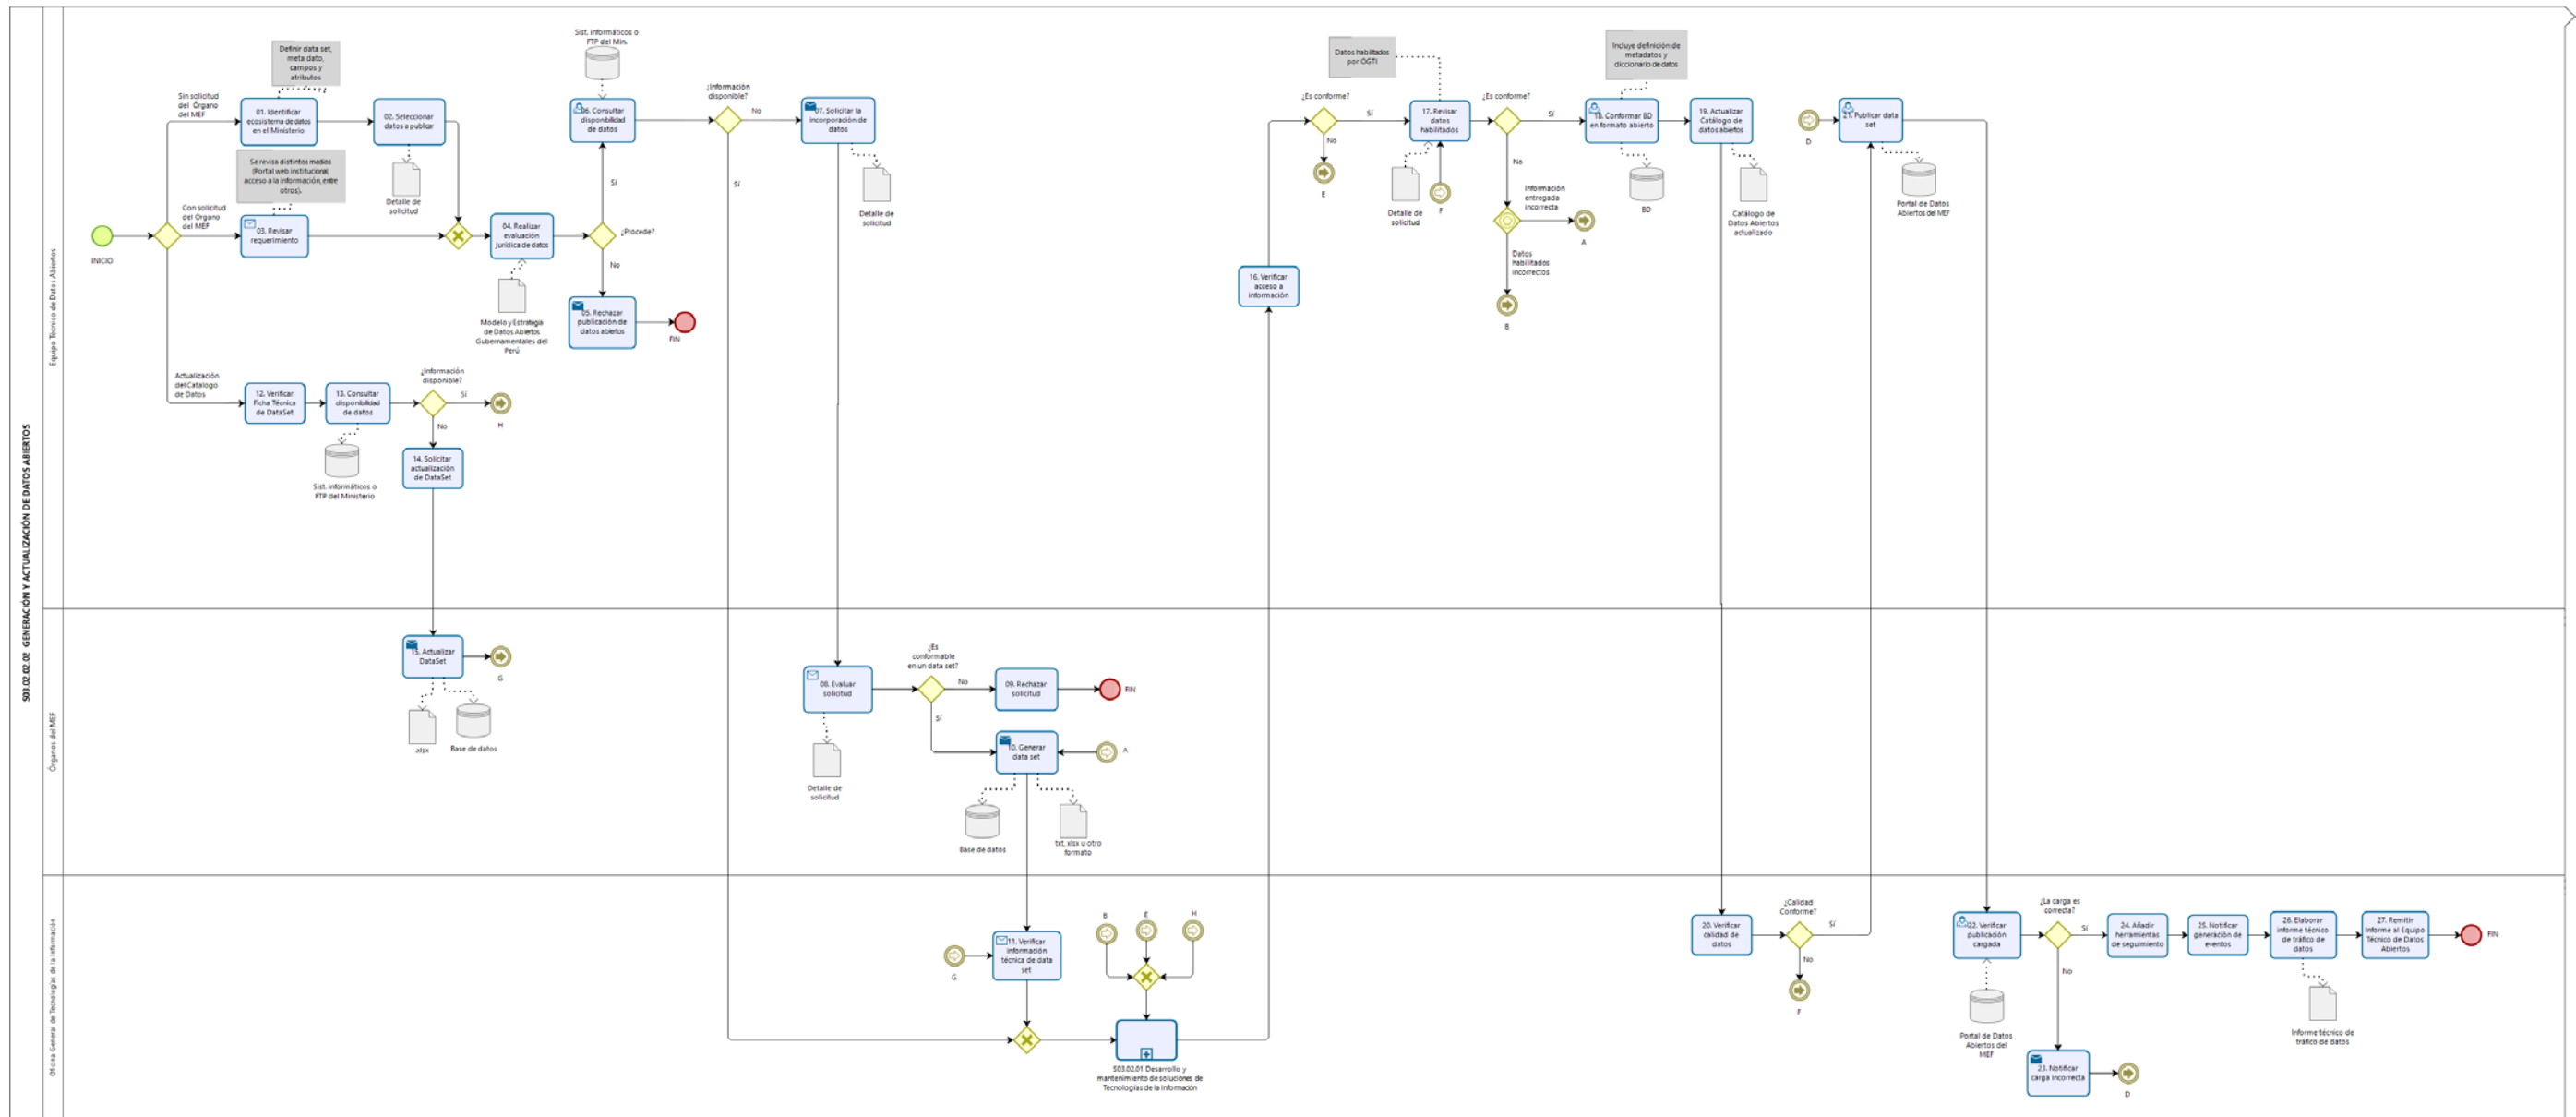 S03.02.02.02 GENERACIÓN Y ACTUALIZACIÓN DE DATOS ABIERTOS
Equipo Técnico de Datos Abiertos
INICIO
Sin solicitud
del Órgano
del MEF
Definir data set,
meta dato,
campos y
atributos
01. Identificar
ecosistema de datos
en el Ministerio
02. Seleccionar
datos a publicar
Detalle de
solicitud
Se revisa distintos medios
(Portal web institucional,
acceso a la información, entre
otros).
Con solicitud
del Órgano
del MEF
03. Revisar
requerimiento
04. Realizar
evaluación
jurídica de datos
Modelo y Estrategia
de Datos Abiertos
Gubernamentales del
Perú
¿Procede?
Sí
No
05. Rechazar
publicación de
datos abiertos
FIN
Sist. informáticos o
FTP del Min.
06. Consultar
disponibilidad
de datos
¿Información
disponible?
No
Sí
07. Solicitar la
incorporación de
datos
Detalle de
solicitud
Actualización
del Catalogo
de Datos
12. Verificar
Ficha Técnica
de DataSet
13. Consultar
disponibilidad
de datos
Sist. informáticos o
FTP del Ministerio
¿Información
disponible?
Sí
H
No
14. Solicitar
actualización
de DataSet
16. Verificar
acceso a
información
¿Es conforme?
Sí
No
E
Datos habilitados
por OGTI
17. Revisar
datos
habilitados
Detalle de
solicitud
F
¿Es conforme?
Sí
No
Información
entregada
incorrecta
A
Datos
habilitados
incorrectos
B
Incluye definición de
metadatos y
diccionario de datos
18. Conformar BD
en formato abierto
BD
19. Actualizar
Catálogo de
datos abiertos
Catálogo de
Datos Abiertos
actualizado
D
21. Publicar data
set
Portal de Datos
Abiertos del MEF
Órganos del MEF
15. Actualizar
DataSet
G
.xlsx
Base de datos
08. Evaluar
solicitud
Detalle de
solicitud
¿Es
conformable
en un data set?
No
Sí
09. Rechazar
solicitud
FIN
10. Generar
data set
A
Base de datos
txt, xlsx u otro
formato
Oficina General de Tecnologías de la Información
G
11. Verificar
información
técnica de data
set
B
E
H
S03.02.01 Desarrollo y
mantenimiento de soluciones de
Tecnologías de la Información
20. Verificar
calidad de
datos
¿Calidad
Conforme?
Sí
No
F
22. Verificar
publicación
cargada
Portal de Datos
Abiertos del
MEF
¿La carga es
correcta?
Sí
No
23. Notificar
carga incorrecta
D
24. Añadir
herramientas
de seguimiento
25. Notificar
generación de
eventos
26. Elaborar
informe técnico
de tráfico de
datos
Informe técnico de
tráfico de datos
27. Remitir
Informe al Equipo
Técnico de Datos
Abiertos
FIN